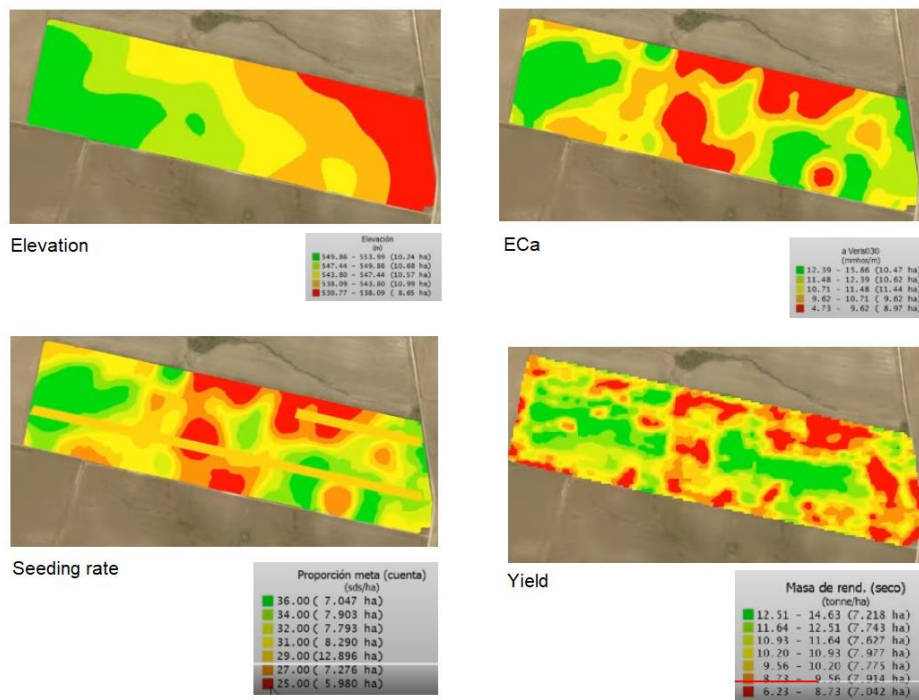 Elevation
Elevación
(m)
549.86 - 553.99 (10.24 ha)
547.44 - 549.86 (10.68 ha)
543.80 - 547.44 (10.57 ha)
538.09 - 543.80 (10.99 ha)
530.77 - 538.09 ( 8.65 ha)
ECa
a Veris030
(mmhos/m)
12.39 - 15.86 (10.47 ha)
11.48 - 12.39 (10.62 ha)
10.71 - 11.48 (11.44 ha)
9.62 - 10.71 ( 9.62 ha)
4.73 - 9.62 ( 8.97 ha)
Seeding rate
Proporción meta (cuenta)
(sds/ha)
36.00 ( 7.047 ha)
34.00 ( 7.903 ha)
32.00 ( 7.793 ha)
31.00 ( 8.290 ha)
29.00 (12.896 ha)
27.00 ( 7.276 ha)
25.00 ( 5.980 ha)
Yield
Masa de rend. (seco)
(tonne/ha)
12.51 - 14.63 (7.218 ha)
11.64 - 12.51 (7.743 ha)
10.93 - 11.64 (7.627 ha)
10.20 - 10.93 (7.977 ha)
9.56 - 10.20 (7.775 ha)
8.73 - 9.56 (7.914 ha)
6.23 - 8.73 (7.042 ha)